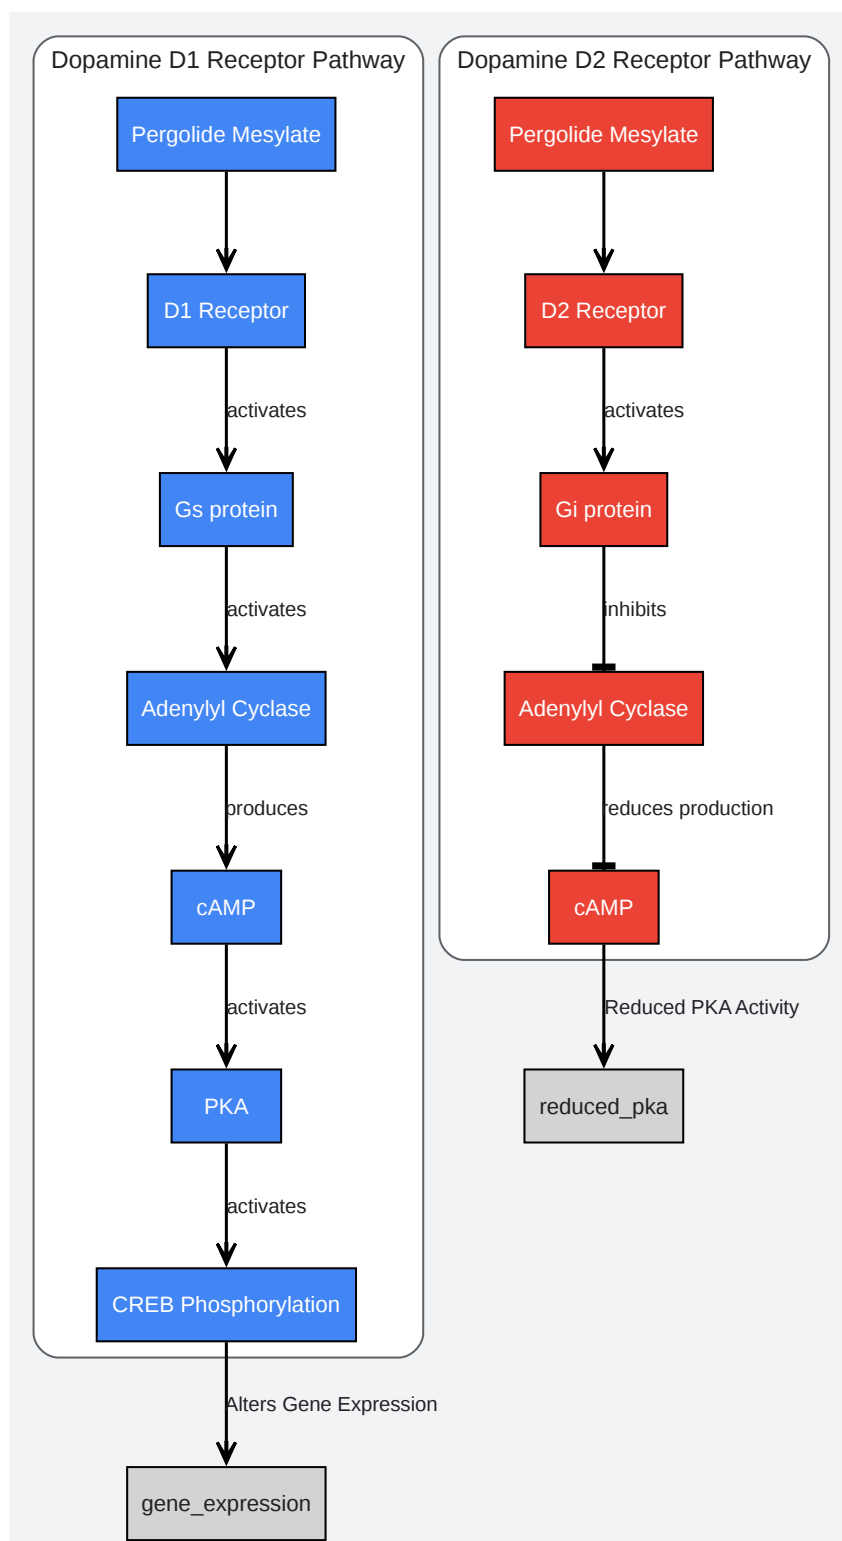 Dopamine D1 Receptor Pathway
Pergolide Mesylate
D1 Receptor
activates
Gs protein
activates
Adenylyl Cyclase
produces
cAMP
activates
PKA
activates
CREB Phosphorylation
Alters Gene Expression
gene_expression
Dopamine D2 Receptor Pathway
Pergolide Mesylate
D2 Receptor
activates
Gi protein
inhibits
Adenylyl Cyclase
reduces production
cAMP
Reduced PKA Activity
reduced_pka